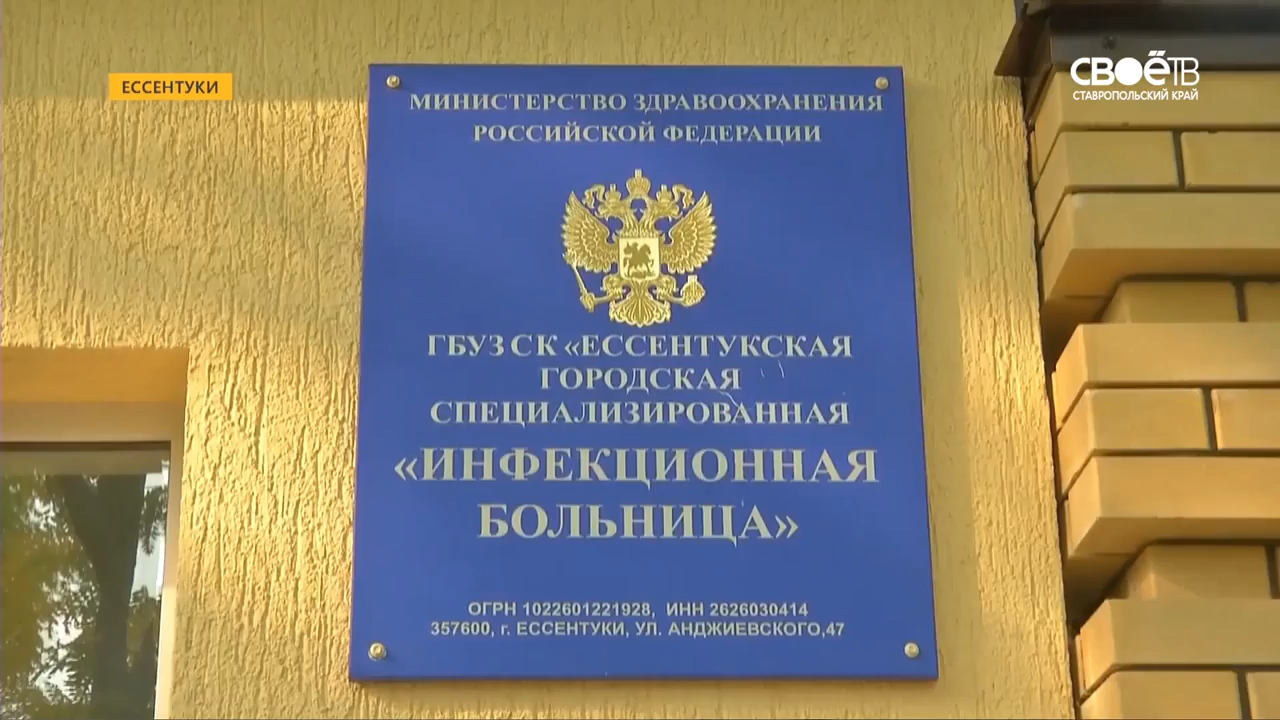 ЕССЕНТУКИ
СВОЁТВ
СТАВРОПОЛЬСКИЙ КРАЙ
МИНИСТЕРСТВО ЗДРАВООХРАНЕНИЯ
РОССИЙСКОЙ ФЕДЕРАЦИИ
ГБУЗ СК «ЕССЕНТУКСКАЯ
ГОРОДСКАЯ
СПЕЦИАЛИЗИРОВАННАЯ
«ИНФЕКЦИОННАЯ
БОЛЬНИЦА»
ОГРН 1022601221928, ИНН 2626030414
357600, г. ЕССЕНТУКИ, УЛ. АНДЖИЕВСКОГО,47